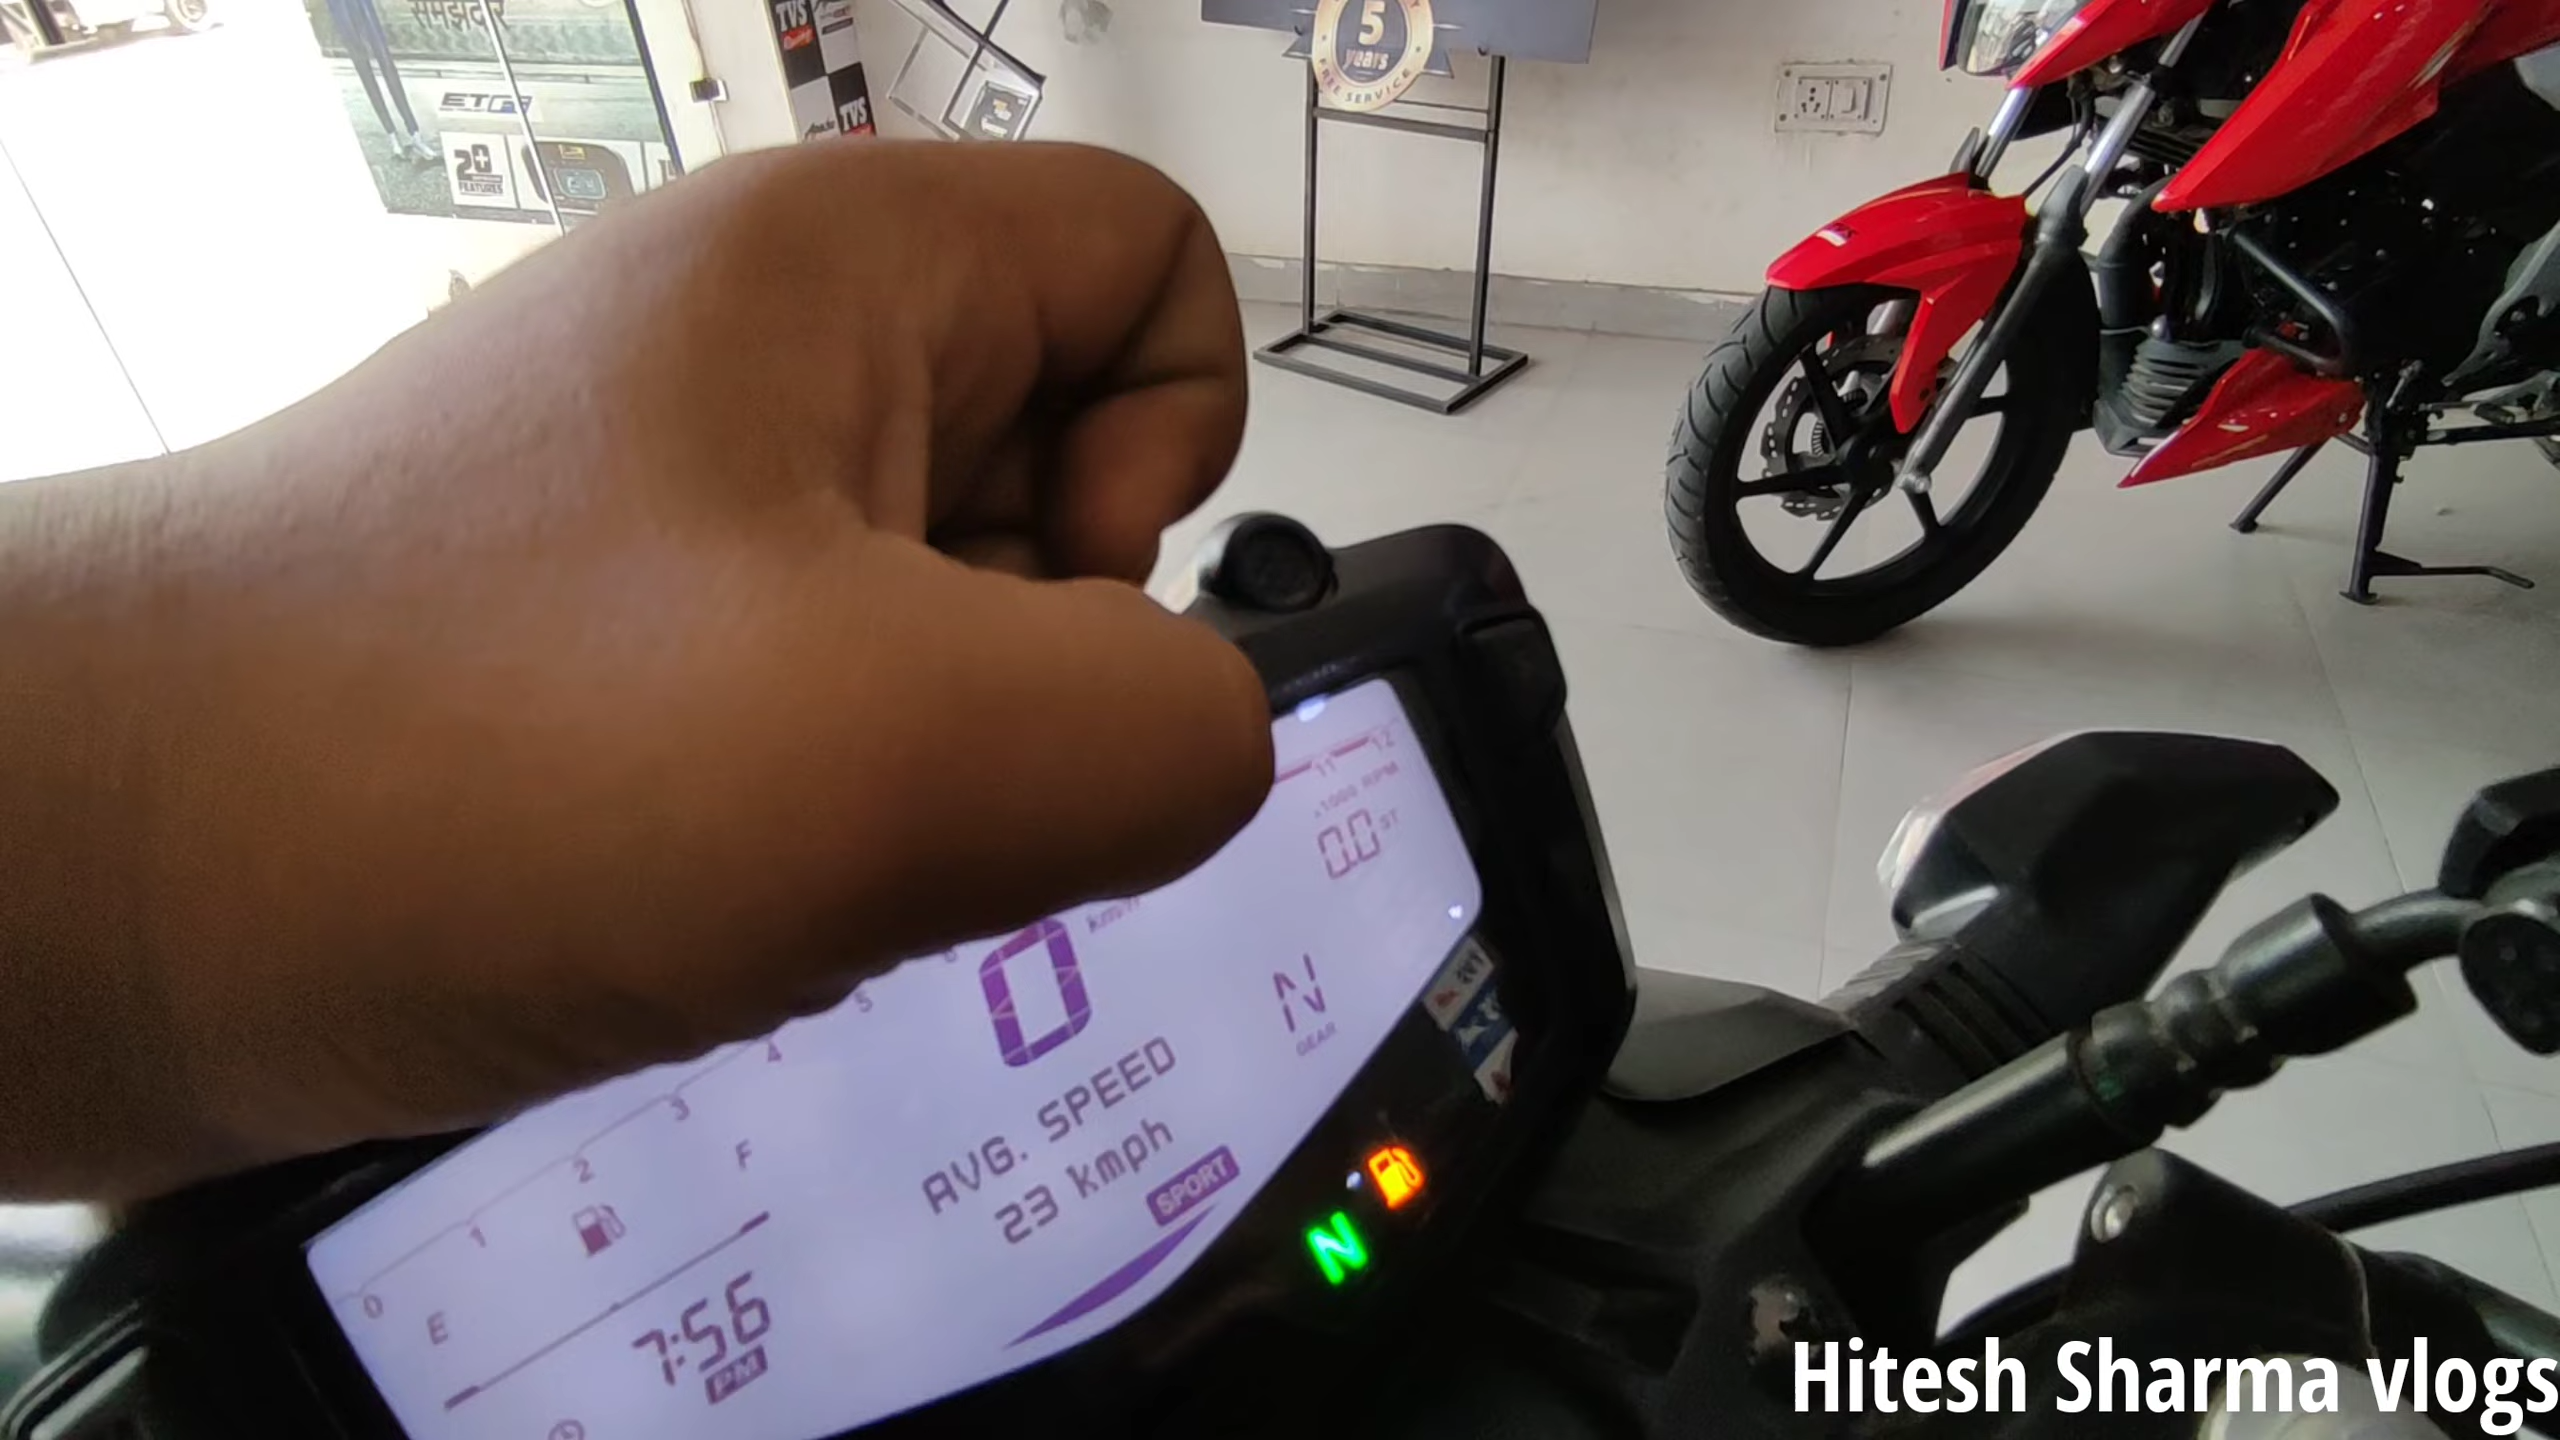 समझदार
TVS
Racing
TVS
ETFi
20+
FEATURES
5
years
FREE SERVICE
11
12
x1000 RPM
0.0 ST
km/h
0
5
4
3
2
1
0
N
GEAR
AVG. SPEED
23 kmph
SPORT
F
E
7:56
PM
N
Hitesh Sharma vlogs